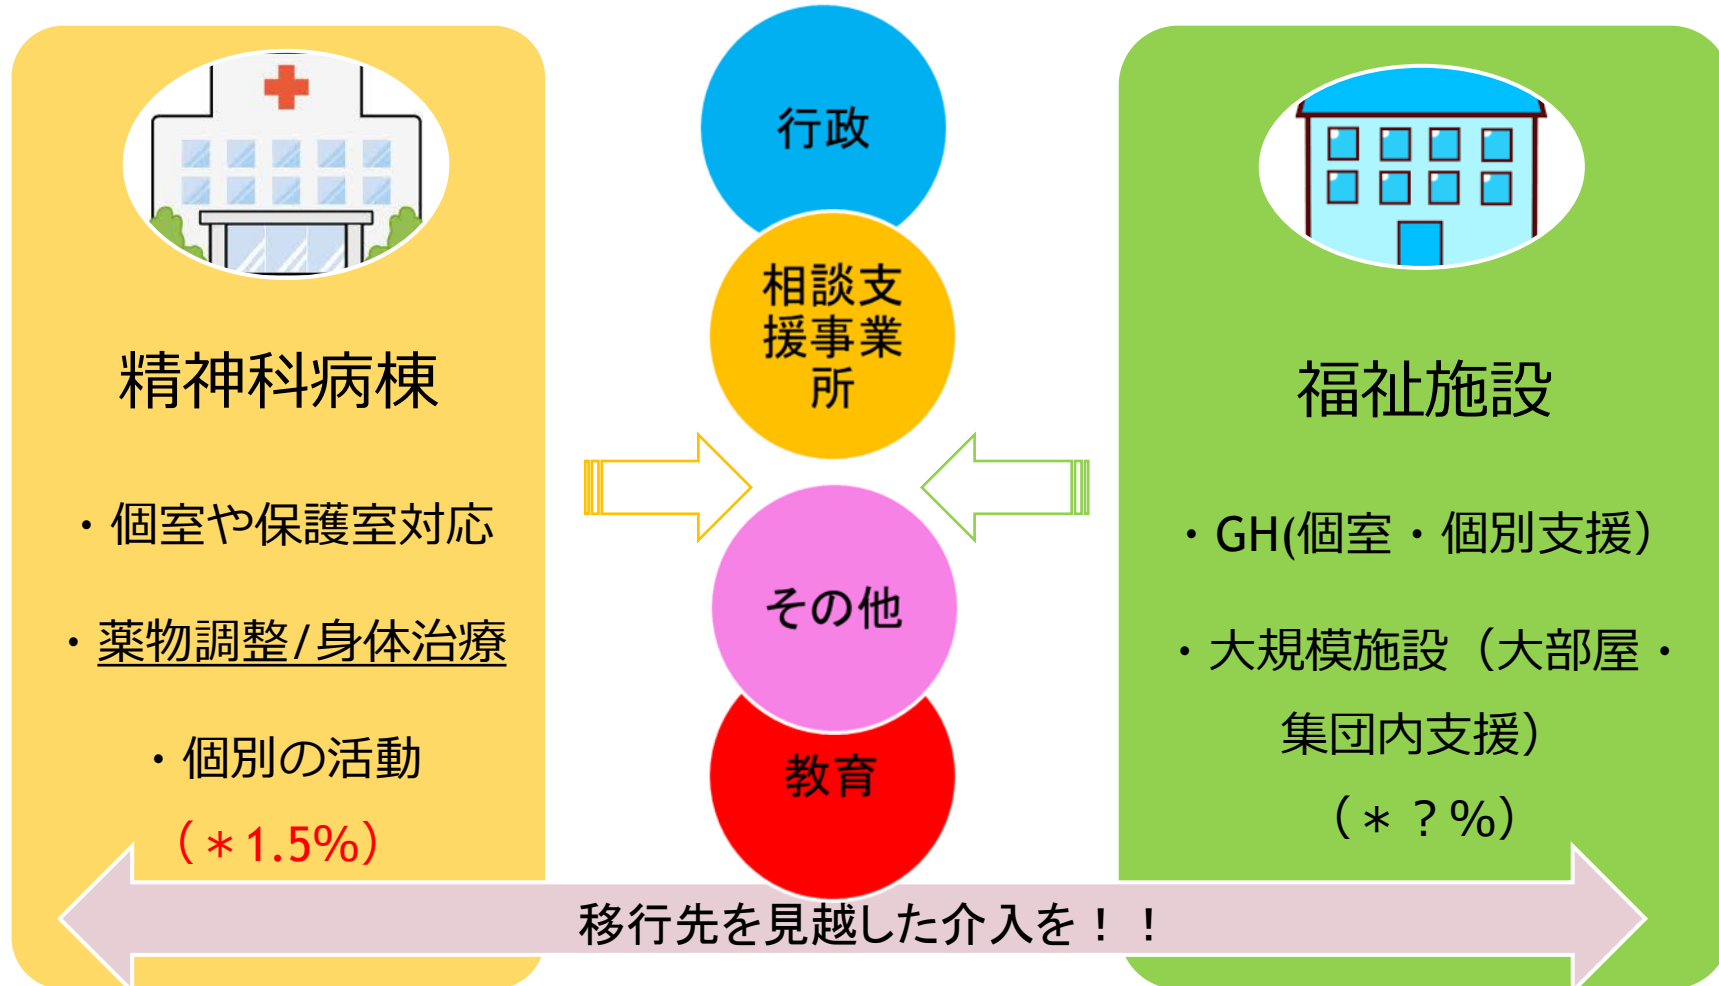 精神科病棟
・個室や保護室対応
・薬物調整/身体治療
・個別の活動
（＊1.5%）
行政
相談支
援事業
所
その他
教育
福祉施設
・GH(個室・個別支援）
・大規模施設（大部屋・
集団内支援）
（＊？%）
移行先を見越した介入を！！